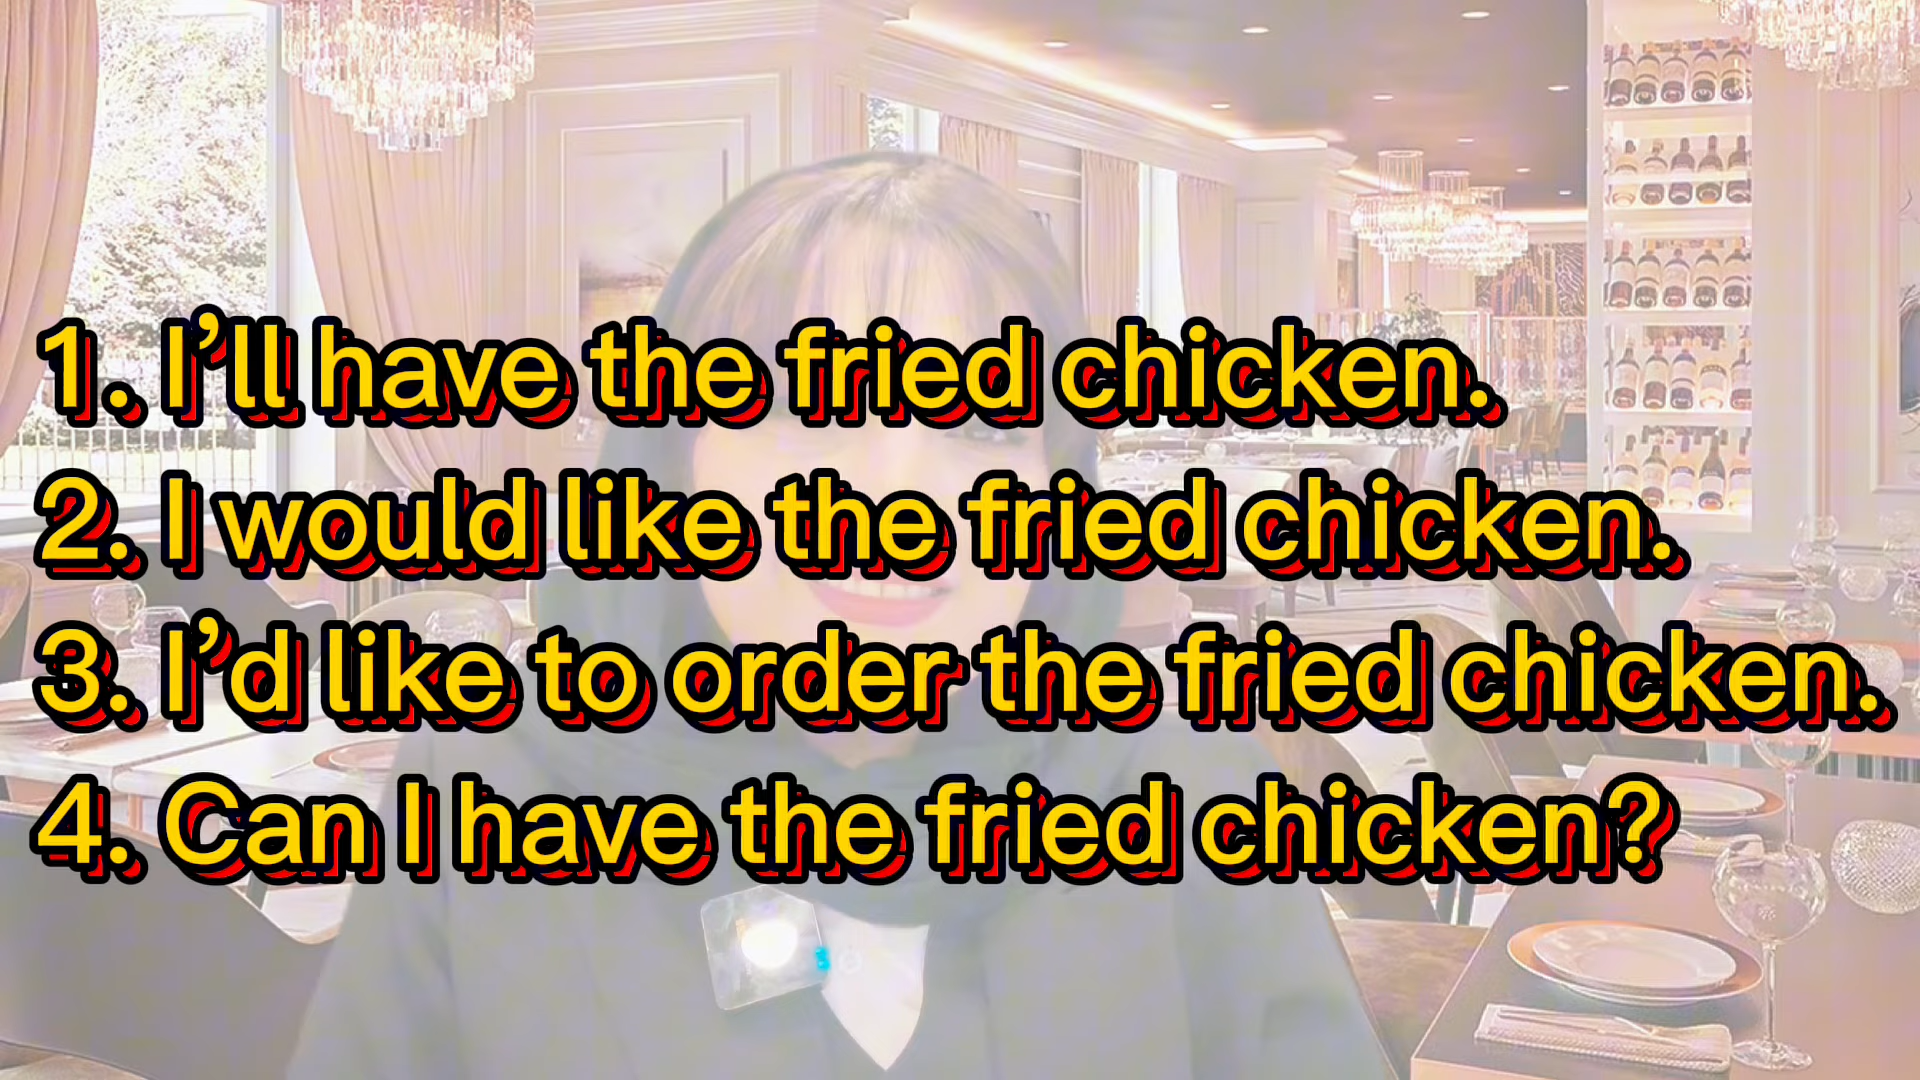 1. I’ll have the fried chicken.
2. I would like the fried chicken.
3. I’d like to order the fried chicken.
4. Can I have the fried chicken?